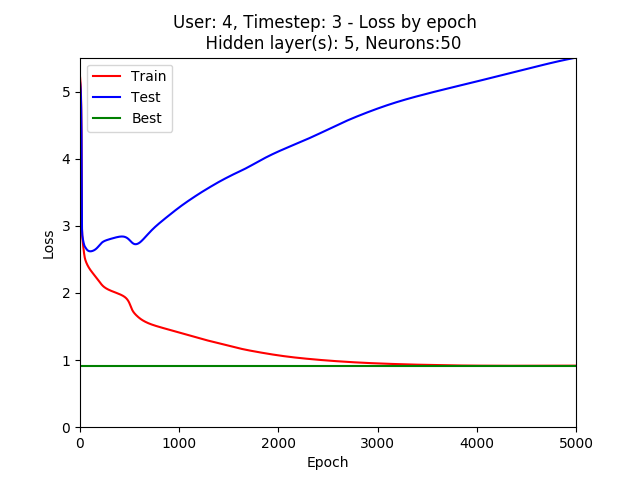 User: 4, Timestep: 3 - Loss by epoch
Hidden layer(s): 5, Neurons:50
Train
Test
Best
5
4
3
2
1
0
Loss
0 1000 2000 3000 4000 5000
Epoch